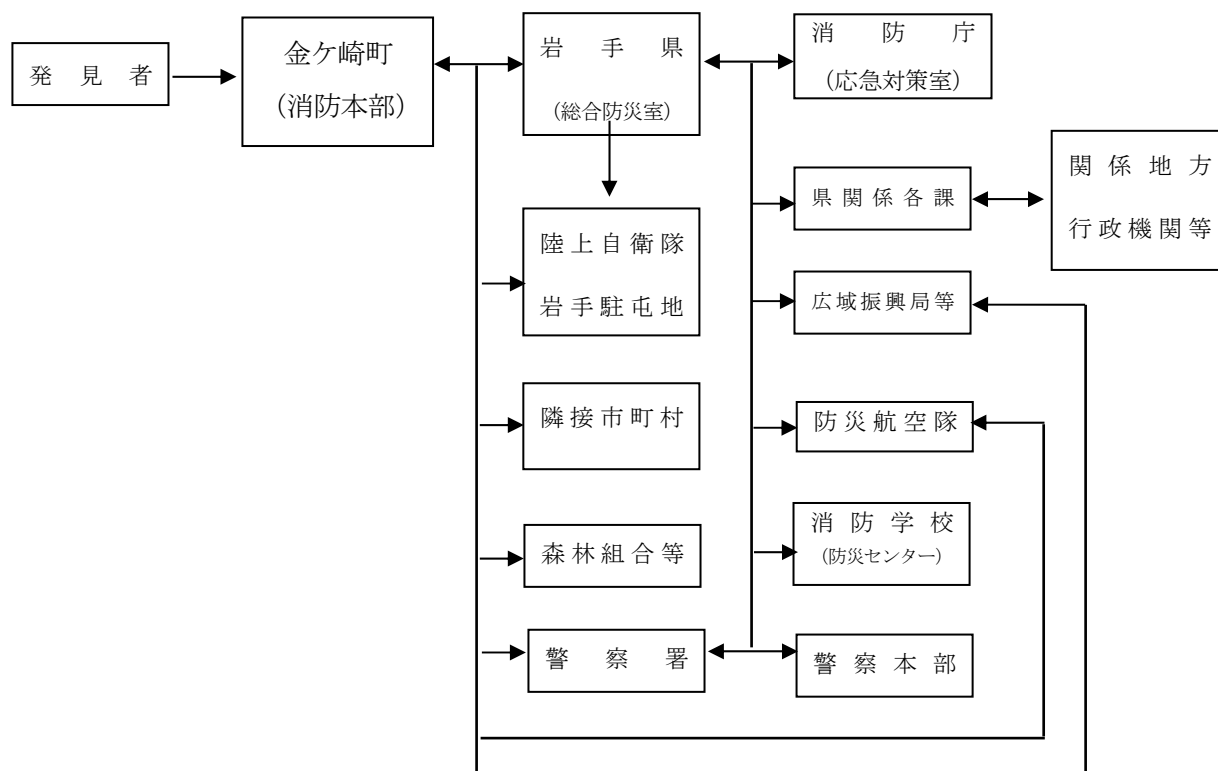 発見者
金ケ崎町
（消防本部）
岩手県
（総合防災室）
消防庁
（応急対策室）
県関係各課
関係地方
行政機関等
陸上自衛隊
岩手駐屯地
広域振興局等
隣接市町村
防災航空隊
消防学校
（防災センター）
森林組合等
警察署
警察本部